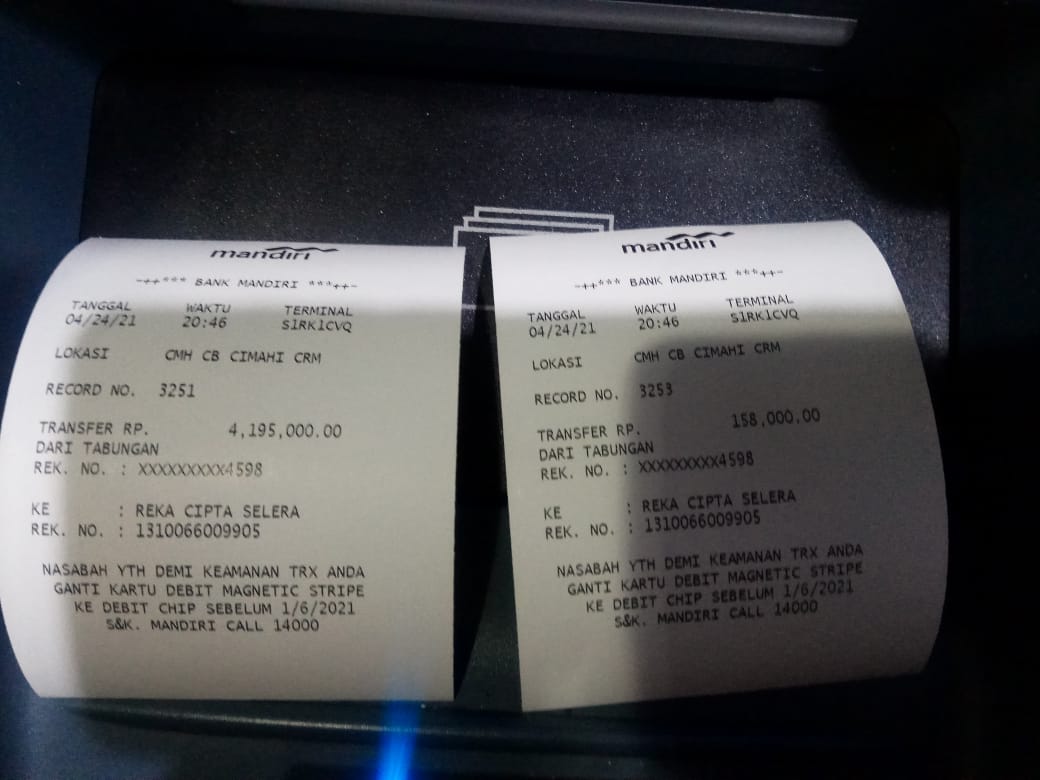 mandiri
-++*** BANK MANDIRI ***++-
TANGGAL WAKTU TERMINAL
04/24/21 20:46 S1RK1CVQ
LOKASI CMH CB CIMAHI CRM
RECORD NO. 3251
TRANSFER RP. 4,195,000.00
DARI TABUNGAN
REK. NO. : XXXXXXXXX4598
KE : REKA CIPTA SELERA
REK. NO. : 1310066009905
NASABAH YTH DEMI KEAMANAN TRX ANDA
GANTI KARTU DEBIT MAGNETIC STRIPE
KE DEBIT CHIP SEBELUM 1/6/2021
S&K. MANDIRI CALL 14000
mandiri
-++*** BANK MANDIRI ***++-
TANGGAL WAKTU TERMINAL
04/24/21 20:46 S1RK1CVQ
LOKASI CMH CB CIMAHI CRM
RECORD NO. 3253
TRANSFER RP. 158,000.00
DARI TABUNGAN
REK. NO. : XXXXXXXXX4598
KE : REKA CIPTA SELERA
REK. NO. : 1310066009905
NASABAH YTH DEMI KEAMANAN TRX ANDA
GANTI KARTU DEBIT MAGNETIC STRIPE
KE DEBIT CHIP SEBELUM 1/6/2021
S&K. MANDIRI CALL 14000